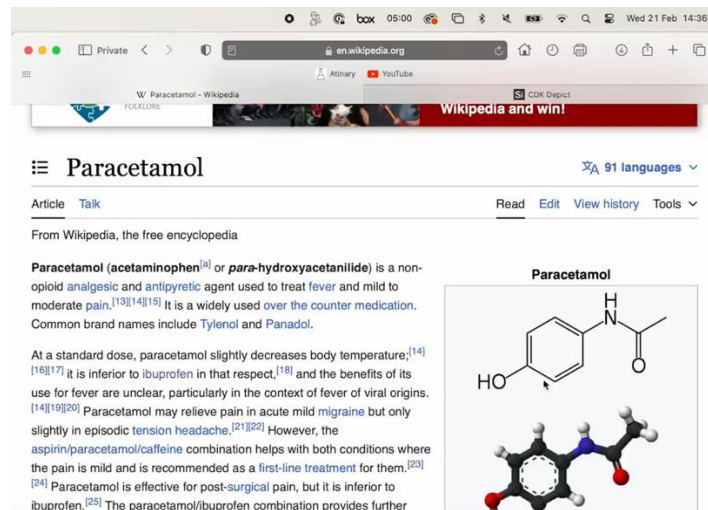 box 05:00 Wed 21 Feb 14:36
Private en.wikipedia.org
Atinary YouTube
W Paracetamol - Wikipedia Si CDK Depict
FOLKLORE
Wikipedia and win!
Paracetamol
91 languages
Article Talk Read Edit View history Tools
From Wikipedia, the free encyclopedia
Paracetamol (acetaminophen[a] or para-hydroxyacetanilide) is a non-
opioid analgesic and antipyretic agent used to treat fever and mild to
moderate pain.[13][14][15] It is a widely used over the counter medication.
Common brand names include Tylenol and Panadol.
At a standard dose, paracetamol slightly decreases body temperature;[14]
[16][17] it is inferior to ibuprofen in that respect,[18] and the benefits of its
use for fever are unclear, particularly in the context of fever of viral origins.
[14][19][20] Paracetamol may relieve pain in acute mild migraine but only
slightly in episodic tension headache.[21][22] However, the
aspirin/paracetamol/caffeine combination helps with both conditions where
the pain is mild and is recommended as a first-line treatment for them.[23]
[24] Paracetamol is effective for post-surgical pain, but it is inferior to
ibuprofen.[25] The paracetamol/ibuprofen combination provides further
Paracetamol
H
N
O
HO